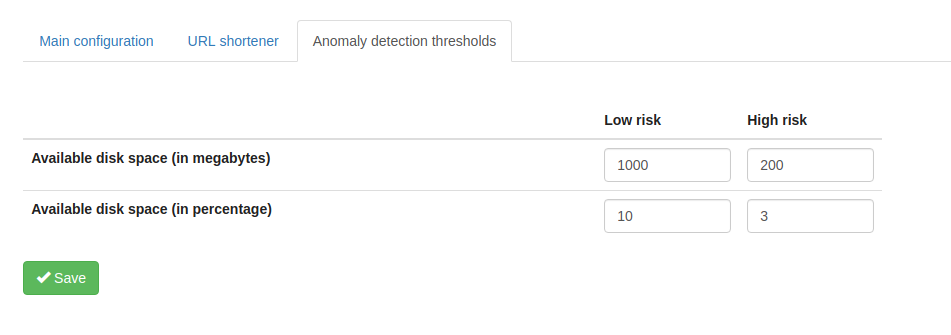 Main configuration URL shortener Anomaly detection thresholds
Low risk High risk
Available disk space (in megabytes) 1000 200
Available disk space (in percentage) 10 3
Save